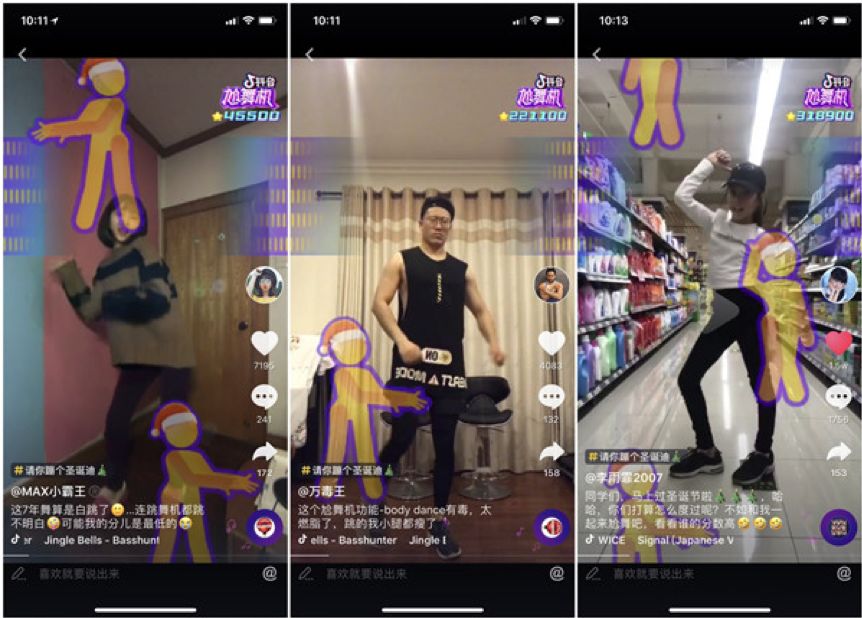 10:11
抖音
尬舞机
45500
7195
241
172
#请你蹦个圣诞迪🎄
@MAX小霸王
这7年舞算是白跳了🙂...连跳舞机都跳
不明白🤪可能我的分儿是最低的😭
Jingle Bells - Basshunt
喜欢就要说出来
@
10:11
抖音
尬舞机
221100
NO
BEAST MODE
4083
132
158
#请你蹦个圣诞迪🎄
@万毒王
这个尬舞机功能-body dance有毒，太
燃脂了，跳的我小腿都瘦了
ells - Basshunter Jingle B
喜欢就要说出来
@
10:13
抖音
尬舞机
318900
1.5w
1756
153
#请你蹦个圣诞迪🎄
@李雨霏2007
同学们，马上过圣诞节啦🎄🎄🎄，哈
哈，你们打算怎么度过呢？不如和我一
起来尬舞吧，看看谁的分数高🤣🤣🤣
WICE Signal (Japanese V
喜欢就要说出来
@